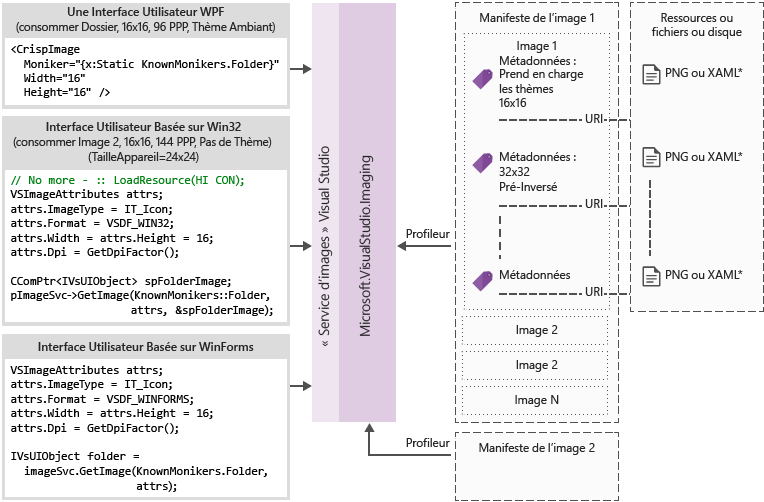 Une Interface Utilisateur WPF
(consommer Dossier, 16x16, 96 PPP, Thème Ambiant)
<CrispImage
Moniker="{x:Static KnownMonikers.Folder}"
Width="16"
Height="16" />
Interface Utilisateur Basée sur Win32
(consommer Image 2, 16x16, 144 PPP, Pas de Thème)
(TailleAppareil=24x24)
// No more - :: LoadResource(HI CON);
VSImageAttributes attrs;
attrs.ImageType = IT_Icon;
attrs.Format = VSDF_WIN32;
attrs.Width = attrs.Height = 16;
attrs.Dpi = GetDpiFactor();
CComPtr<IVsUIObject> spFolderImage;
pImageSvc->GetImage(KnownMonikers::Folder,
attrs, &spFolderImage);
Interface Utilisateur Basée sur WinForms
VSImageAttributes attrs;
attrs.ImageType = IT_Icon;
attrs.Format = VSDF_WINFORMS;
attrs.Width = attrs.Height = 16;
attrs.Dpi = GetDpiFactor();
IVsUIObject folder =
imageSvc.GetImage(KnownMonikers.Folder,
attrs);
« Service d'images » Visual Studio
Microsoft.VisualStudio.Imaging
Profileur
Profileur
Manifeste de l'image 1
Image 1
Métadonnées :
Prend en charge
les thèmes
16x16
URI
Métadonnées :
32x32
Pré-Inversé
URI
Métadonnées
URI
Image 2
Image 2
Image N
Manifeste de l'image 2
Ressources ou
fichiers ou disque
PNG ou XAML*
PNG ou XAML*
PNG ou XAML*